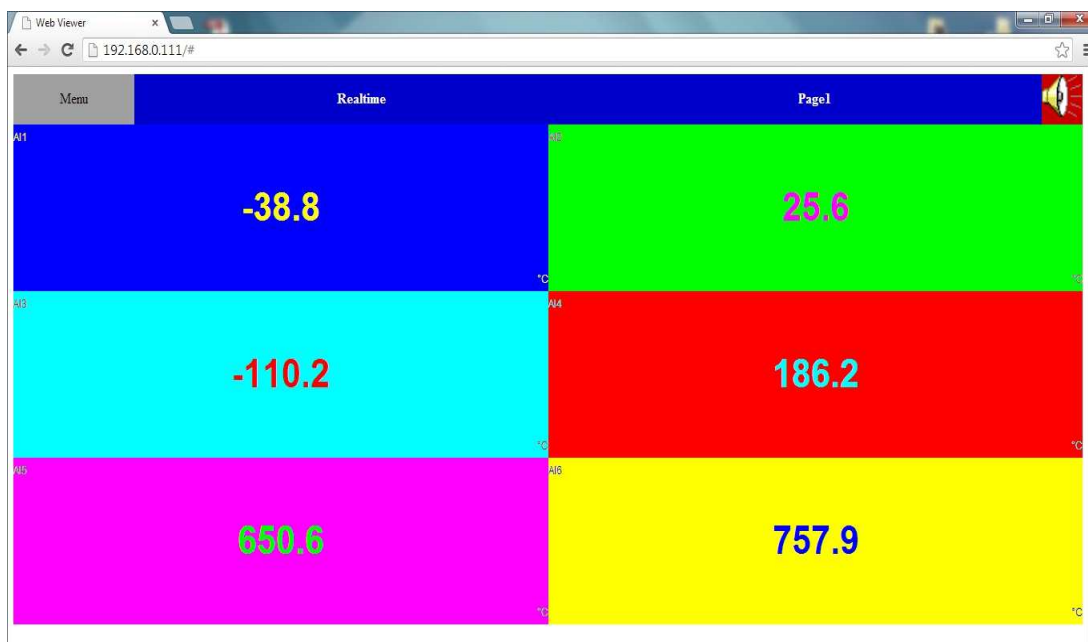 Web Viewer
192.168.0.111/#
Menu Realtime Page1
AI1
-38.8
°C
AI2
25.6
°C
AI3
-110.2
°C
AI4
186.2
°C
AI5
650.6
°C
AI6
757.9
°C